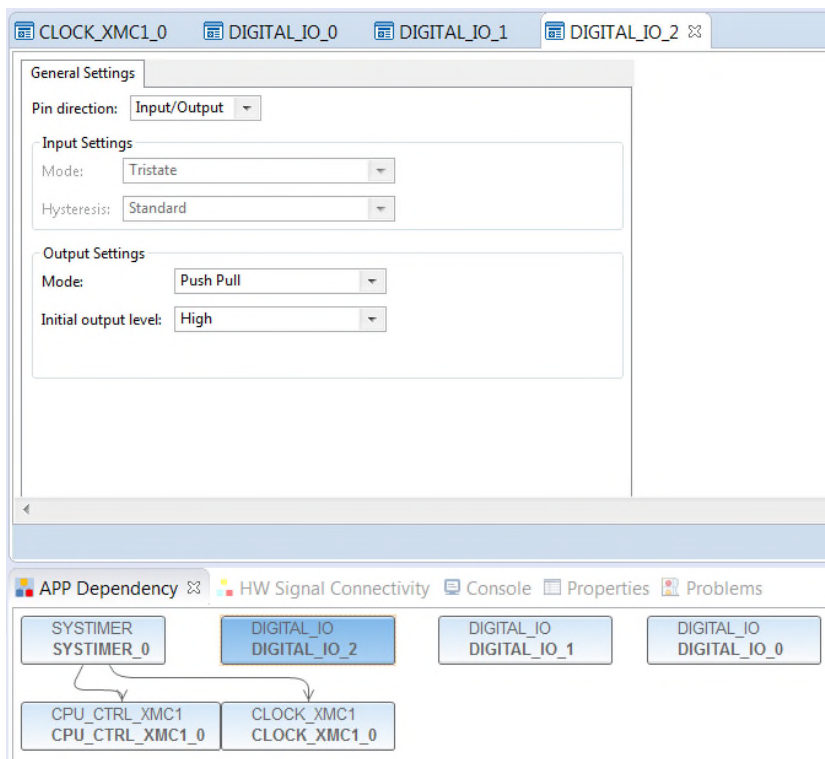 CLOCK_XMC1_0 DIGITAL_IO_0 DIGITAL_IO_1 DIGITAL_IO_2
General Settings
Pin direction: Input/Output
Input Settings
Mode: Tristate
Hysteresis: Standard
Output Settings
Mode: Push Pull
Initial output level: High
APP Dependency HW Signal Connectivity Console Properties Problems
SYSTIMER DIGITAL_IO DIGITAL_IO DIGITAL_IO
SYSTIMER_0 DIGITAL_IO_2 DIGITAL_IO_1 DIGITAL_IO_0
CPU_CTRL_XMC1 CLOCK_XMC1
CPU_CTRL_XMC1_0 CLOCK_XMC1_0